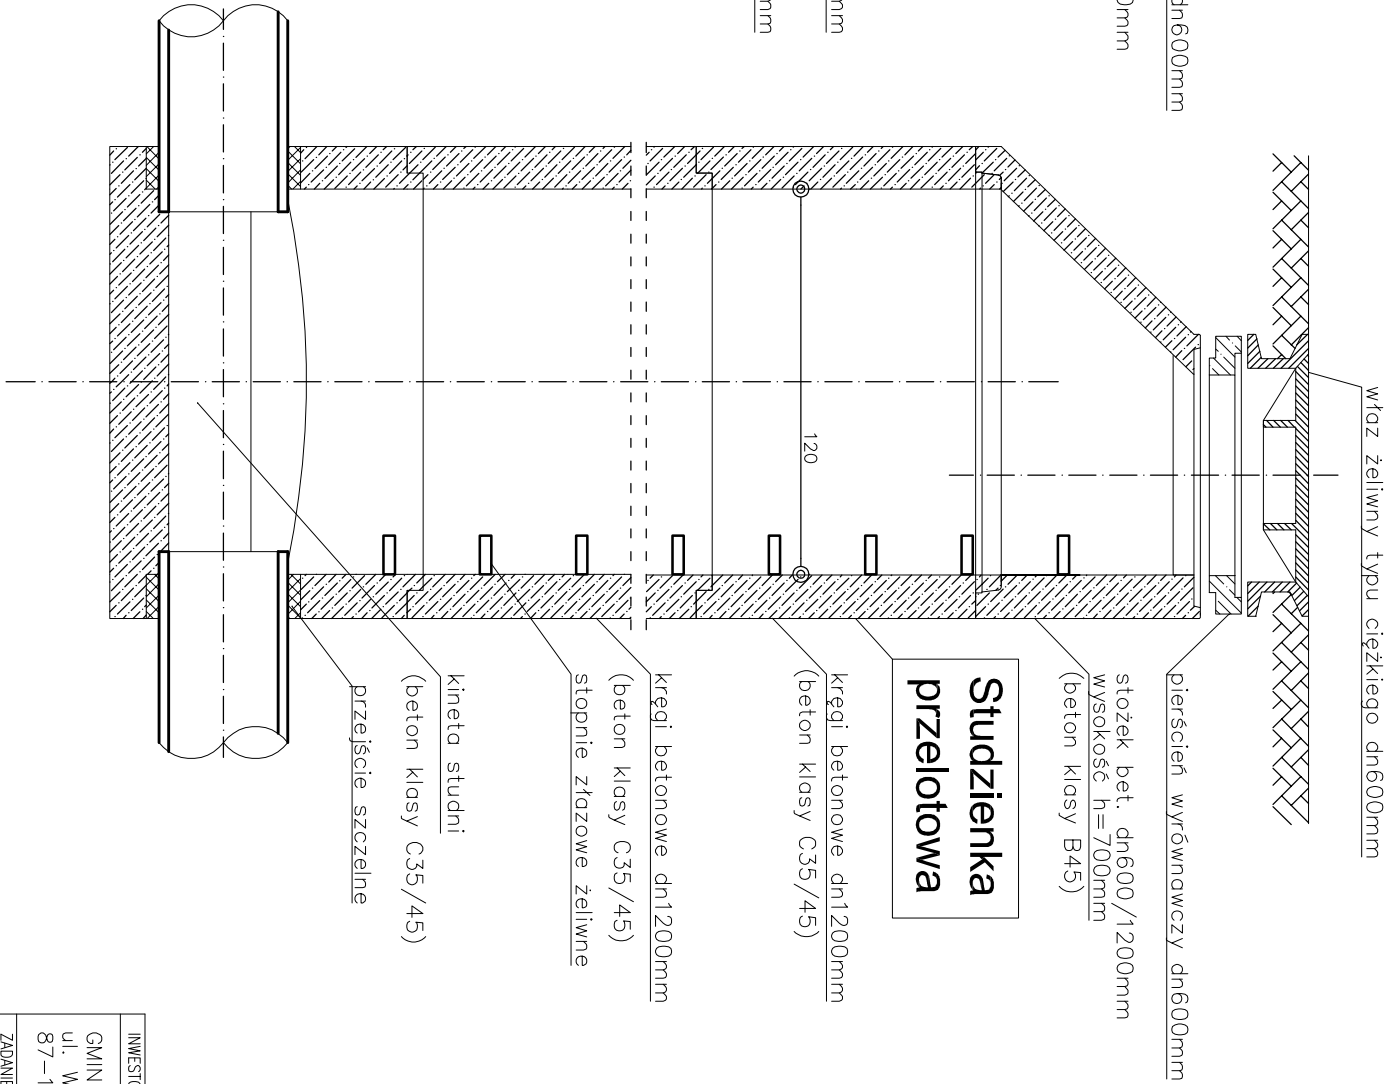 dn600mm
0mm
mm
mm
właz żeliwny typu ciężkiego dn600mm
pierścień wyrównawczy dn600mm
stożek bet. dn600/1200mm
wysokość h=700mm
(beton klasy B45)
Studzienka
przelotowa
120
kręgi betonowe dn1200mm
(beton klasy C35/45)
kręgi betonowe dn1200mm
(beton klasy C35/45)
stopnie złazowe żeliwne
kineta studni
(beton klasy C35/45)
przejście szczelne
INWESTO
GMIN
ul. W
87-1
ZADANIE